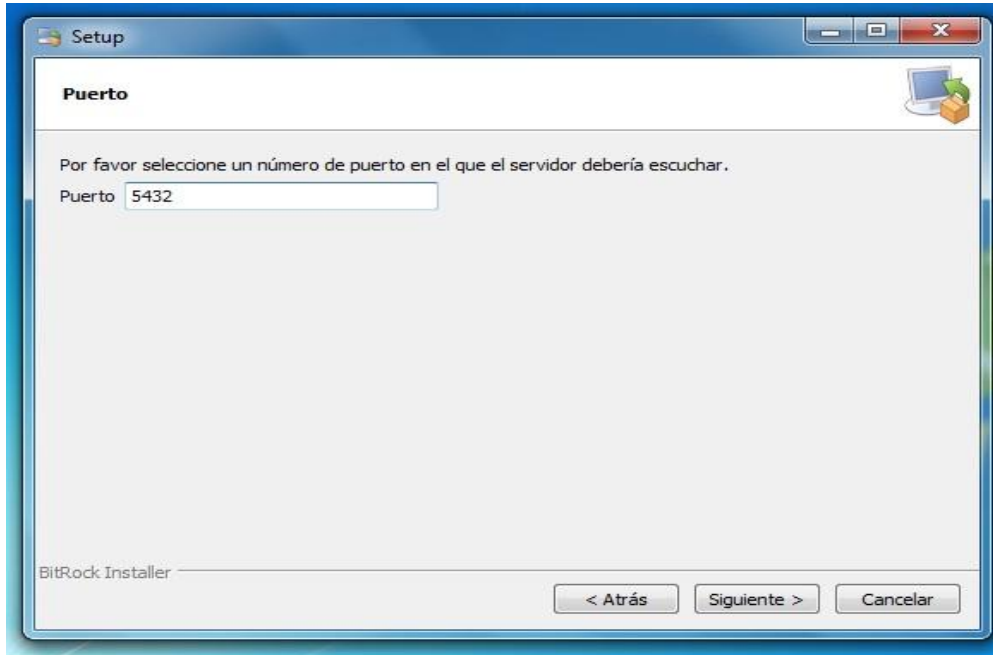 Setup
Puerto
Por favor seleccione un número de puerto en el que el servidor debería escuchar.
Puerto 5432
BitRock Installer
< Atrás Siguiente > Cancelar